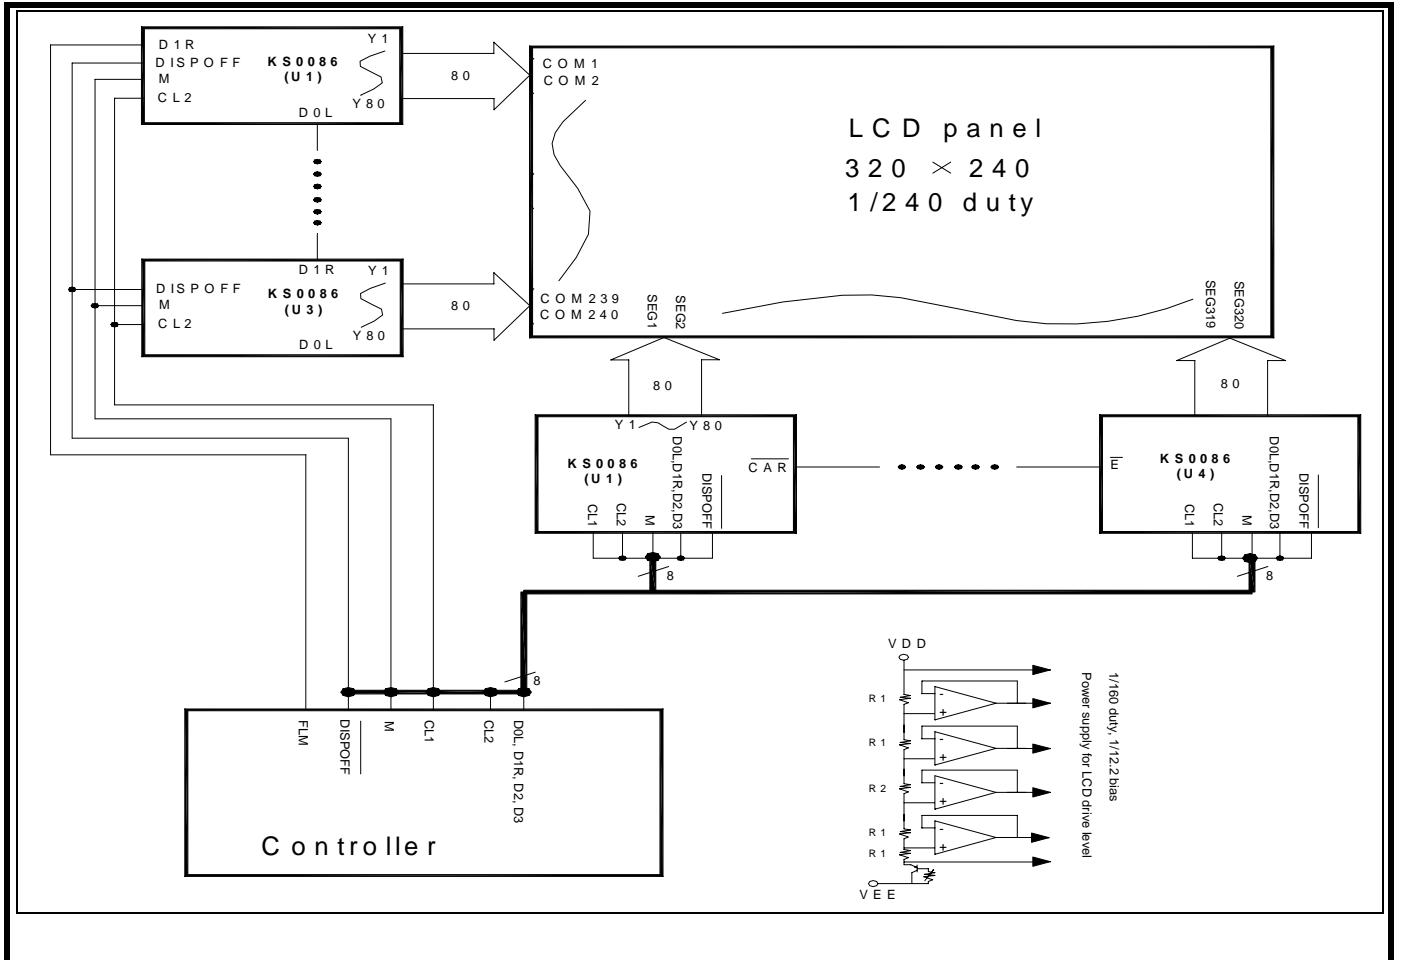 D1R
DISPOFF
M
CL2
KS0086
(U1)
Y1
Y80
D0L
80
COM1
COM2
LCD panel
320 × 240
1/240 duty
D1R
DISPOFF
M
CL2
KS0086
(U3)
Y1
Y80
D0L
80
COM239
COM240
SEG1
SEG2
SEG319
SEG320
80
80
Y1
Y80
KS0086
(U1)
CAR
CL1
CL2
M
D0L,D1R,D2,D3
DISPOFF
8
E
KS0086
(U4)
CL1
CL2
M
D0L,D1R,D2,D3
DISPOFF
8
8
FLM
DISPOFF
M
CL1
CL2
D0L, D1R, D2, D3
Controller
VDD
R1
-
+
R1
-
+
R2
-
+
R1
-
+
R1
VEE
1/160 duty, 1/12.2 bias
Power supply for LCD drive level